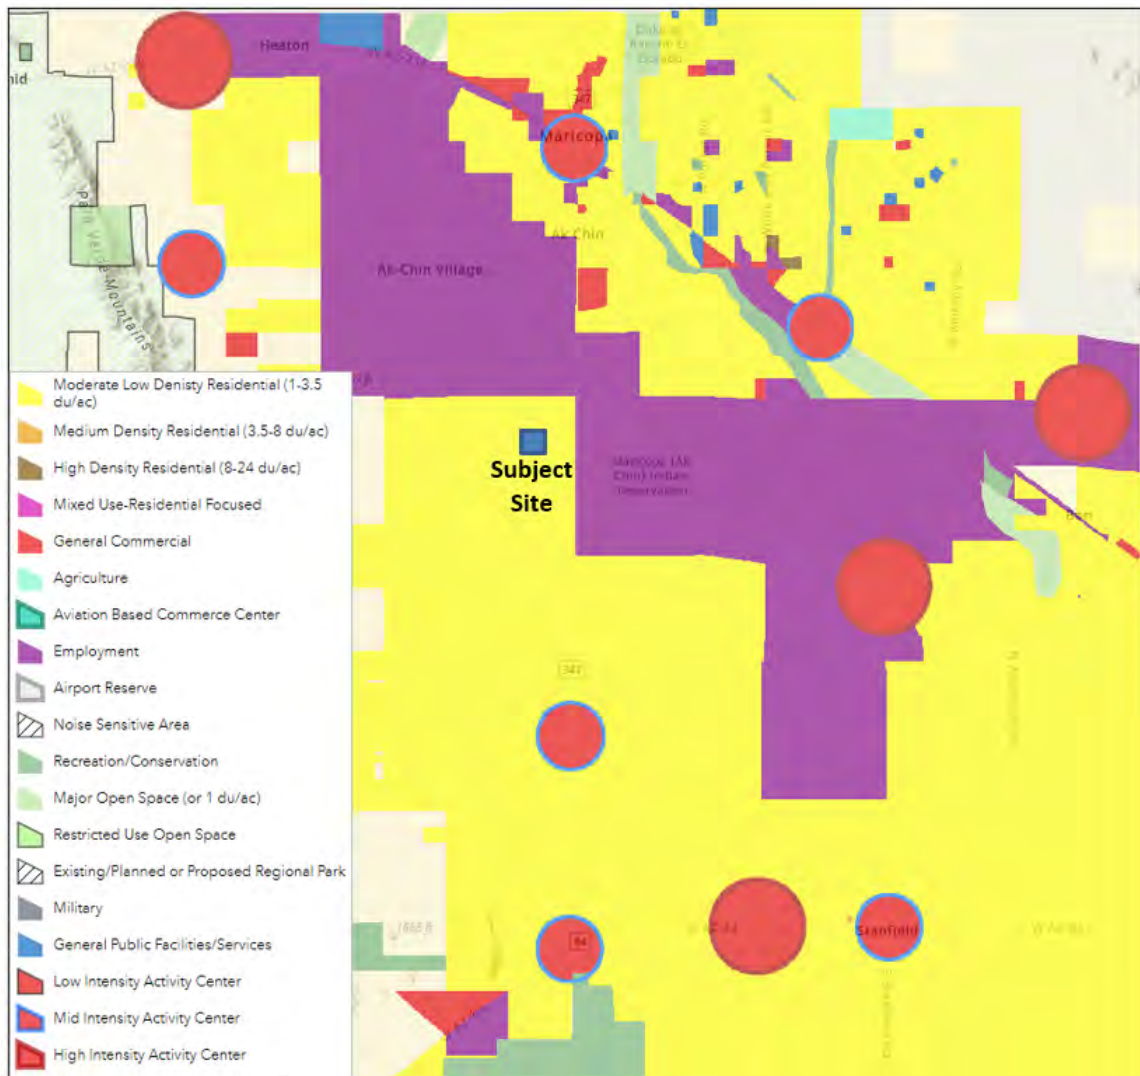 Heaton
Maricopa
Ak Chin
Ak-Chin Village
Palo Verde Mountains
Subject
Site
Maricopa (Ak
Chin) Indian
Reservation
347
84
Stanfield
Moderate Low Denisty Residential (1-3.5
du/ac)
Medium Density Residential (3.5-8 du/ac)
High Density Residential (8-24 du/ac)
Mixed Use-Residential Focused
General Commercial
Agriculture
Aviation Based Commerce Center
Employment
Airport Reserve
Noise Sensitive Area
Recreation/Conservation
Major Open Space (or 1 du/ac)
Restricted Use Open Space
Existing/Planned or Proposed Regional Park
Military
General Public Facilities/Services
Low Intensity Activity Center
Mid Intensity Activity Center
High Intensity Activity Center